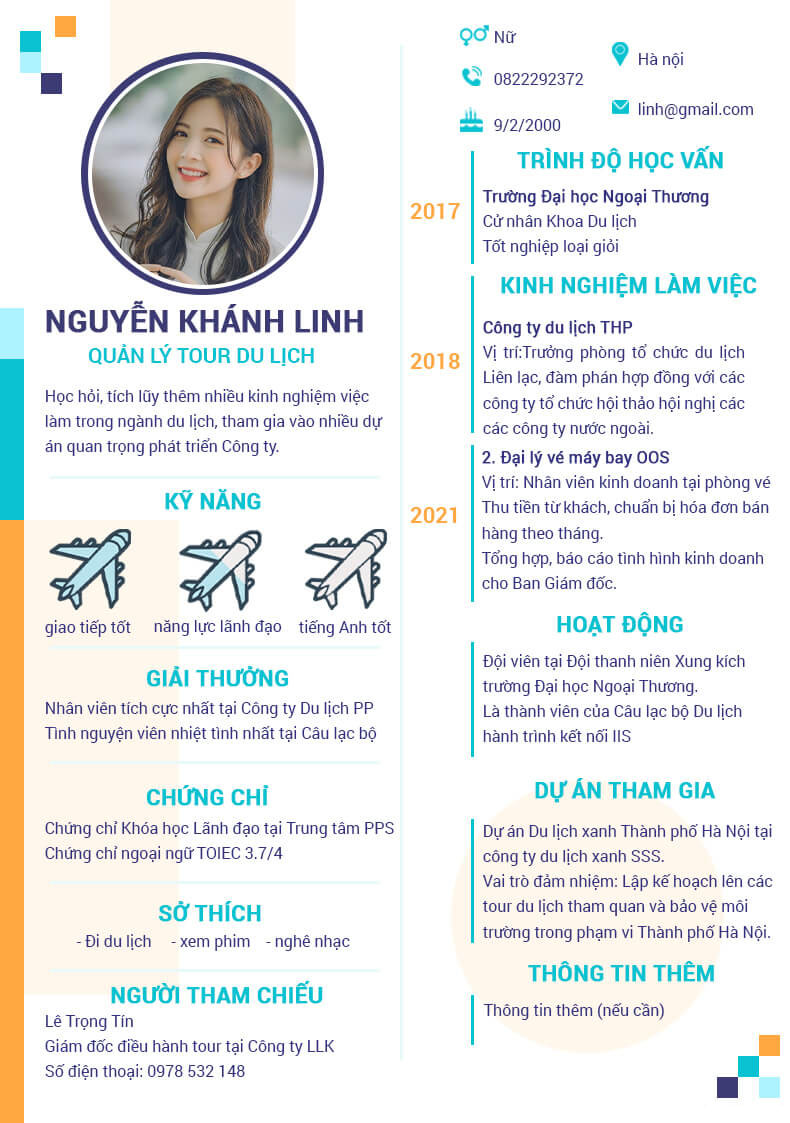 NGUYỄN KHÁNH LINH
QUẢN LÝ TOUR DU LỊCH
Học hỏi, tích lũy thêm nhiều kinh nghiệm việc
làm trong ngành du lịch, tham gia vào nhiều dự
án quan trọng phát triển Công ty.
KỸ NĂNG
giao tiếp tốt
năng lực lãnh đạo
tiếng Anh tốt
GIẢI THƯỞNG
Nhân viên tích cực nhất tại Công ty Du lịch PP
Tình nguyện viên nhiệt tình nhất tại Câu lạc bộ
CHỨNG CHỈ
Chứng chỉ Khóa học Lãnh đạo tại Trung tâm PPS
Chứng chỉ ngoại ngữ TOIEC 3.7/4
SỞ THÍCH
- Đi du lịch - xem phim - nghê nhạc
NGƯỜI THAM CHIẾU
Lê Trọng Tín
Giám đốc điều hành tour tại Công ty LLK
Số điện thoại: 0978 532 148
Nữ
0822292372
9/2/2000
Hà nội
linh@gmail.com
TRÌNH ĐỘ HỌC VẤN
2017
Trường Đại học Ngoại Thương
Cử nhân Khoa Du lịch
Tốt nghiệp loại giỏi
KINH NGHIỆM LÀM VIỆC
2018
Công ty du lịch THP
Vị trí:Trưởng phòng tổ chức du lịch
Liên lạc, đàm phán hợp đồng với các
công ty tổ chức hội thảo hội nghị các
các công ty nước ngoài.
2021
2. Đại lý vé máy bay OOS
Vị trí: Nhân viên kinh doanh tại phòng vé
Thu tiền từ khách, chuẩn bị hóa đơn bán
hàng theo tháng.
Tổng hợp, báo cáo tình hình kinh doanh
cho Ban Giám đốc.
HOẠT ĐỘNG
Đội viên tại Đội thanh niên Xung kích
trường Đại học Ngoại Thương.
Là thành viên của Câu lạc bộ Du lịch
hành trình kết nối IIS
DỰ ÁN THAM GIA
Dự án Du lịch xanh Thành phố Hà Nội tại
công ty du lịch xanh SSS.
Vai trò đảm nhiệm: Lập kế hoạch lên các
tour du lịch tham quan và bảo vệ môi
trường trong phạm vi Thành phố Hà Nội.
THÔNG TIN THÊM
Thông tin thêm (nếu cần)